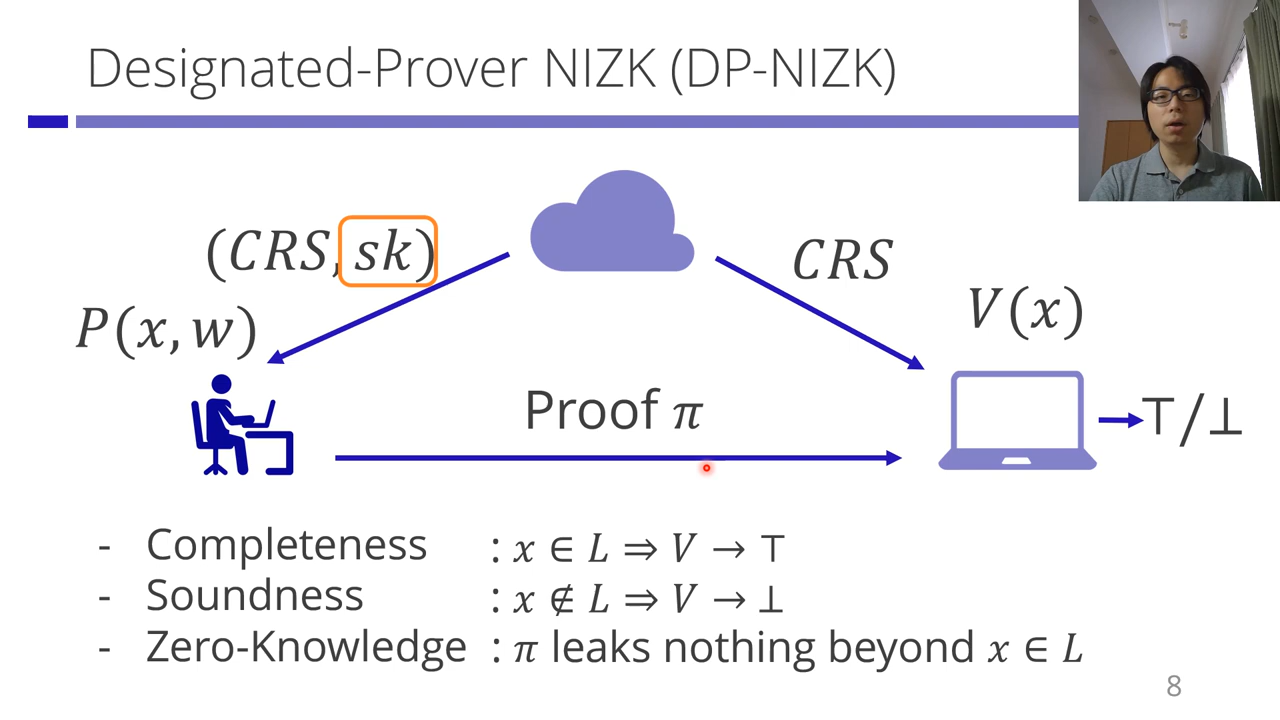 Designated-Prover NIZK (DP-NIZK)
(CRS, sk)
CRS
P(x, w)
V(x)
Proof π
⊤/⊥
- Completeness : x ∈ L ⇒ V → ⊤
- Soundness : x ∉ L ⇒ V → ⊥
- Zero-Knowledge : π leaks nothing beyond x ∈ L
8